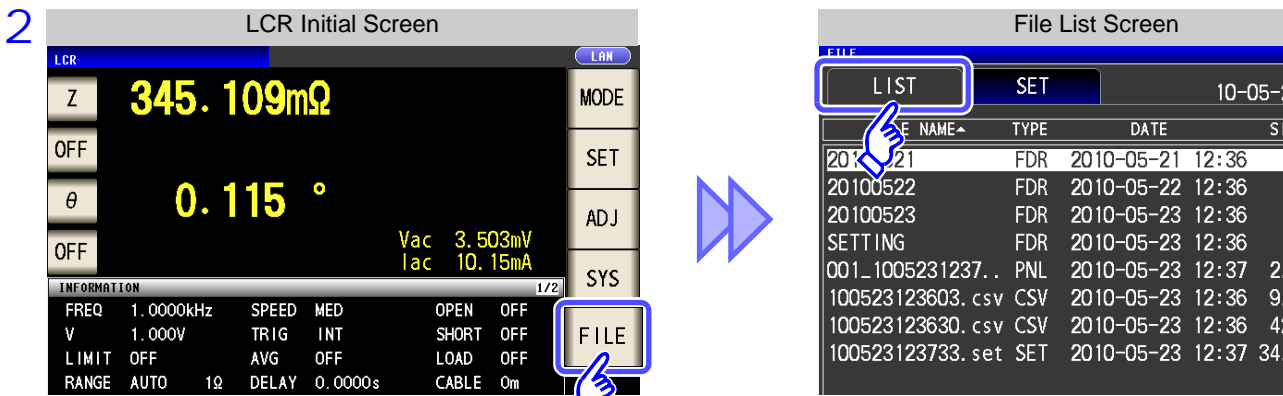 2
LCR Initial Screen
LCR LAN
Z 345.109mΩ MODE
OFF SET
θ 0.115 ° ADJ
OFF Vac 3.503mV
Iac 10.15mA SYS
INFORMATION 1/2
FREQ 1.0000kHz SPEED MED OPEN OFF
V 1.000V TRIG INT SHORT OFF FILE
LIMIT OFF AVG OFF LOAD OFF
RANGE AUTO 1Ω DELAY 0.0000s CABLE 0m
File List Screen
FILE
LIST SET 10-05-
NAME TYPE DATE S
FDR 2010-05-21 12:36
20100522 FDR 2010-05-22 12:36
20100523 FDR 2010-05-23 12:36
SETTING FDR 2010-05-23 12:36
001_1005231237.. PNL 2010-05-23 12:37 2
100523123603.csv CSV 2010-05-23 12:36 9
100523123630.csv CSV 2010-05-23 12:36 4
100523123733.set SET 2010-05-23 12:37 34